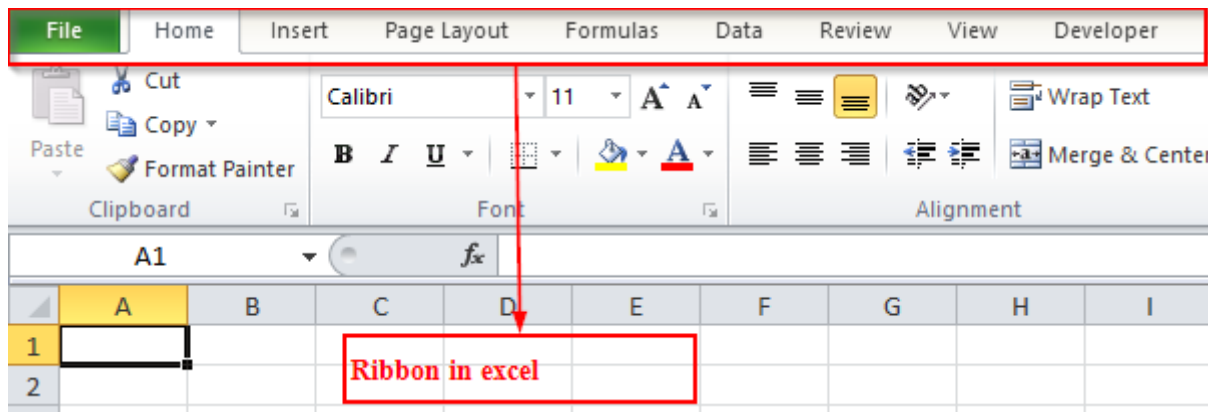 File Home Insert Page Layout Formulas Data Review View Developer
Cut
Calibri 11 A A Wrap Text
Copy
Paste
B I U A Merge & Center
Format Painter
Clipboard Font Alignment
A1 fx
A B C D E F G H I
1
Ribbon in excel
2